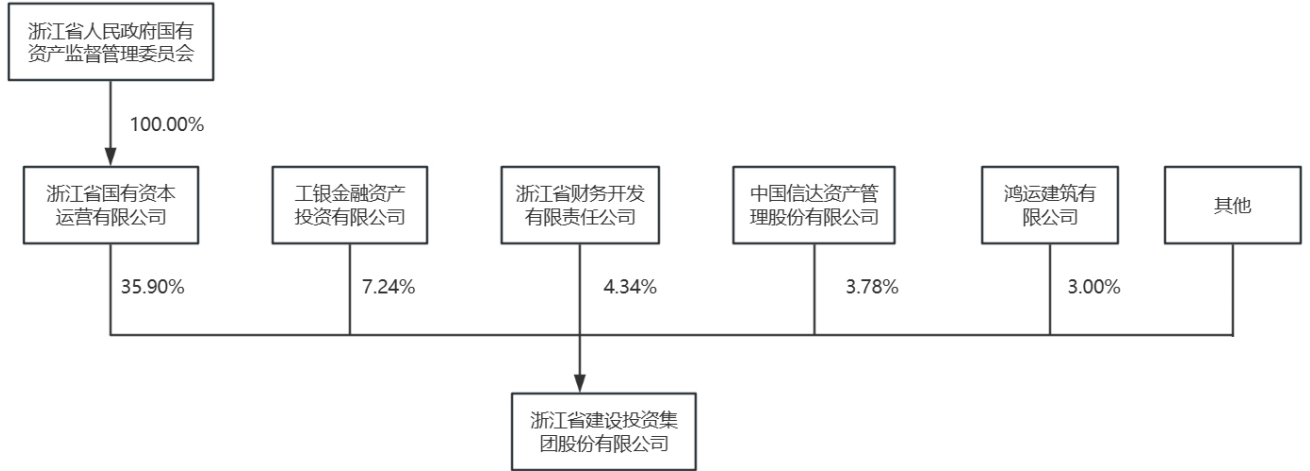 浙江省人民政府国有
资产监督管理委员会
100.00%
浙江省国有资本
运营有限公司
工银金融资产
投资有限公司
浙江省财务开发
有限责任公司
中国信达资产管
理股份有限公司
鸿运建筑有
限公司
其他
35.90%
7.24%
4.34%
3.78%
3.00%
浙江省建设投资集
团股份有限公司